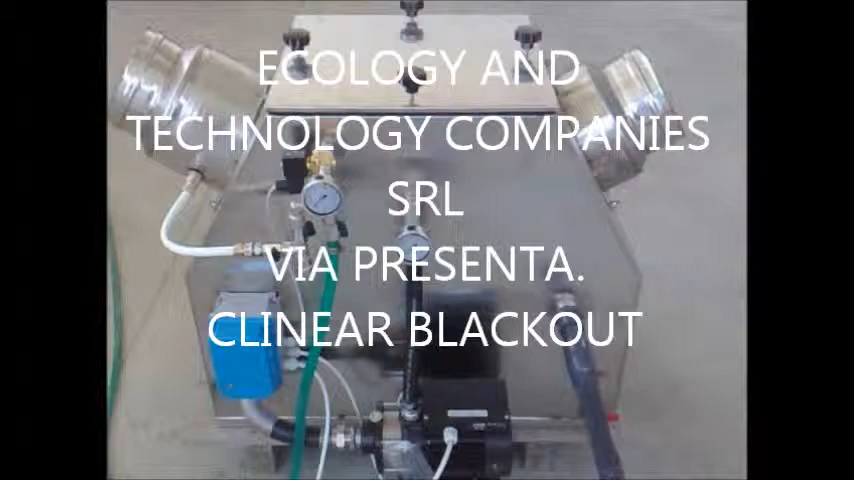 ECOLOGY AND
TECHNOLOGY COMPANIES
SRL
VIA PRESENTA.
CLINEAR BLACKOUT